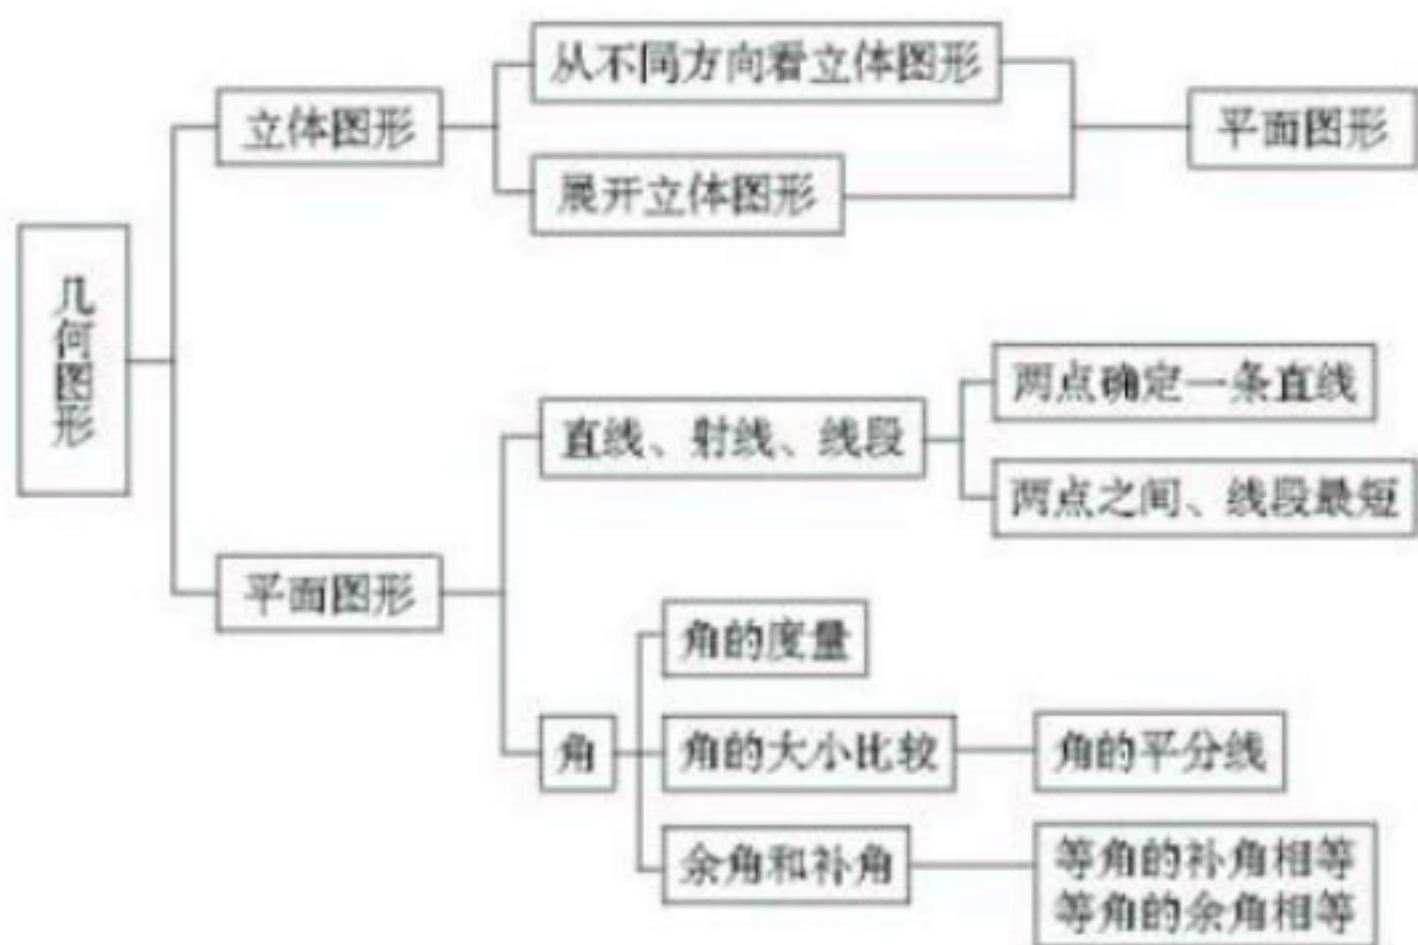 从不同方向看立体图形
立体图形
平面图形
展开立体图形
几何图形
两点确定一条直线
直线、射线、线段
两点之间、线段最短
平面图形
角的度量
角
角的大小比较
角的平分线
余角和补角
等角的补角相等
等角的余角相等